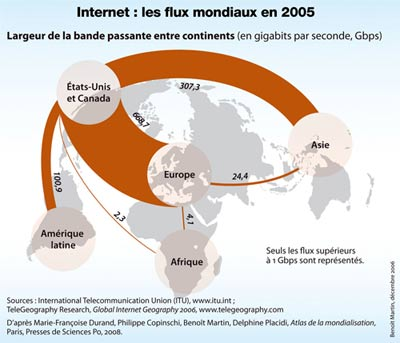 Internet : les flux mondiaux en 2005
Largeur de la bande passante entre continents (en gigabits par seconde, Gbps)
États-Unis
et Canada
307,3
668,7
Asie
Europe
24,4
100,9
2,3
4,1
Amérique
latine
Afrique
Seuls les flux supérieurs
à 1 Gbps sont représentés.
Sources : International Telecommunication Union (ITU), www.itu.int ;
TeleGeography Research, Global Internet Geography 2006, www.telegeography.com
D'après Marie-Françoise Durand, Philippe Copinschi, Benoit Martin, Delphine Placidi, Atlas de la mondialisation,
Paris, Presses de Sciences Po, 2008.
Benoit Martin, décembre 2006